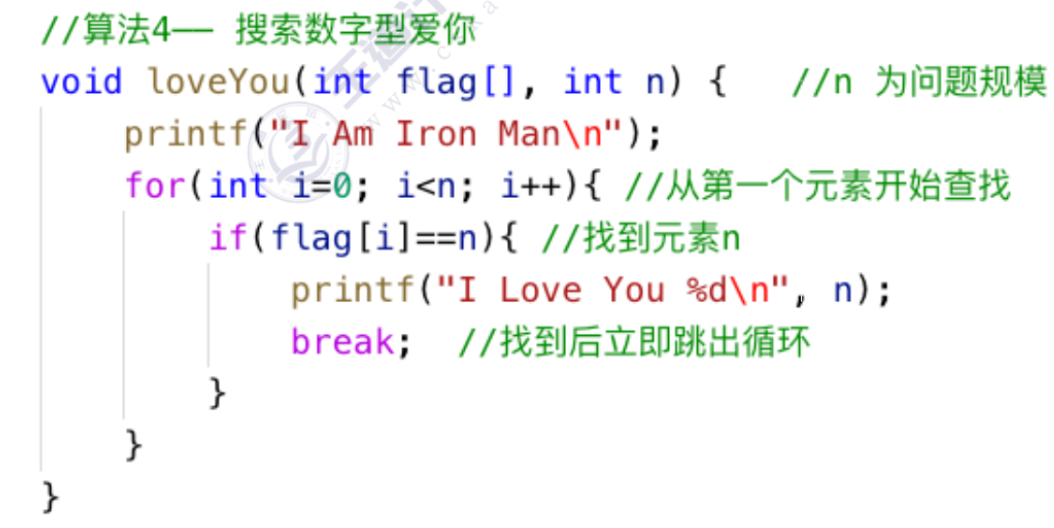 //算法4—— 搜索数字型爱你
void loveYou(int flag[], int n) {   //n 为问题规模
    printf("I Am Iron Man\n");
    for(int i=0; i<n; i++){ //从第一个元素开始查找
        if(flag[i]==n){ //找到元素n
            printf("I Love You %d\n", n);
            break;  //找到后立即跳出循环
        }
    }
}